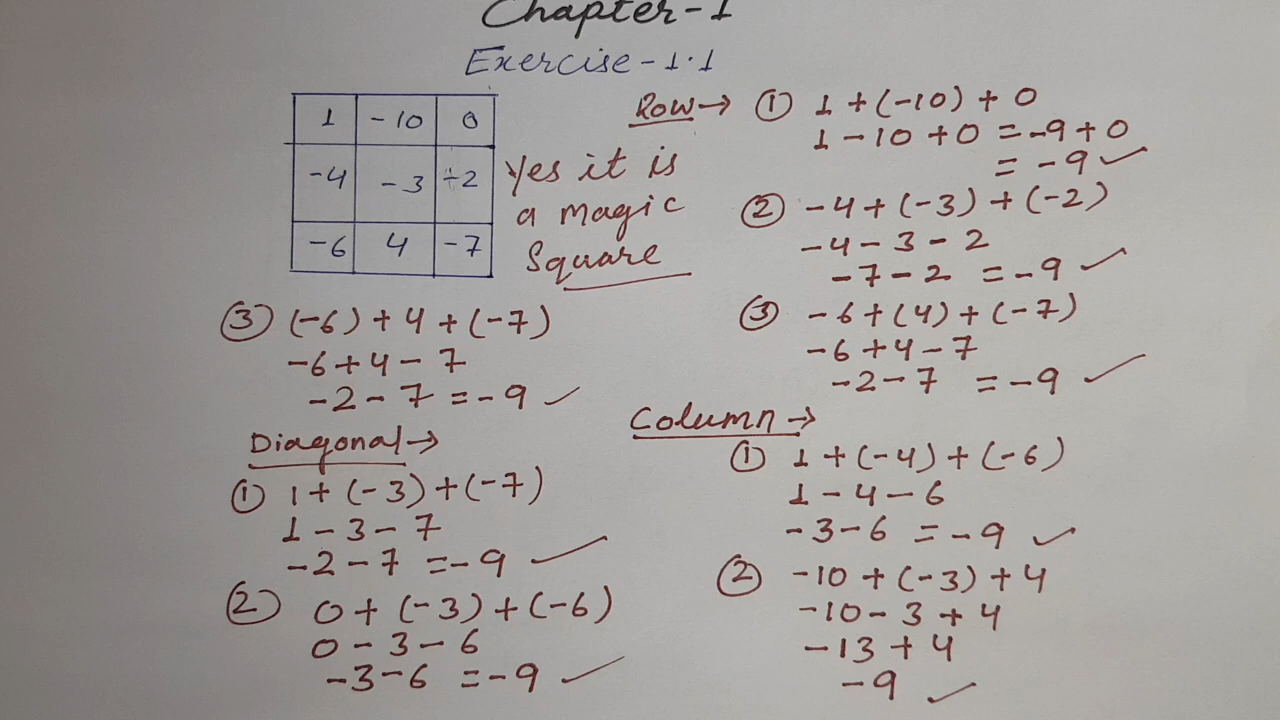 Chapter-1
Exercise-1.1
1 -10 0
-4 -3 -2
-6 4 -7
Yes it is
a magic
Square
Row→ ① 1+(-10)+0
1-10+0 =-9+0
= -9 ✓
② -4+(-3)+(-2)
-4-3-2
-7-2 =-9 ✓
③ -6+(4)+(-7)
-6+4-7
-2-7 =-9 ✓
③ (-6)+4+(-7)
-6+4-7
-2-7 =-9 ✓
Diagonal→
① 1+(-3)+(-7)
1-3-7
-2-7 =-9 ✓
② 0+(-3)+(-6)
0-3-6
-3-6 =-9 ✓
Column→
① 1+(-4)+(-6)
1-4-6
-3-6 =-9 ✓
② -10+(-3)+4
-10-3+4
-13+4
-9 ✓